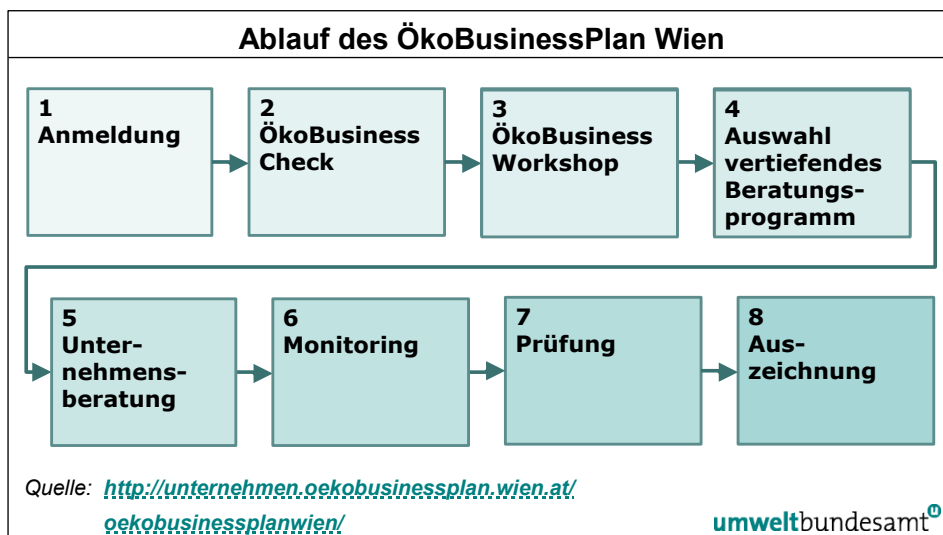 Ablauf des ÖkoBusinessPlan Wien
1
Anmeldung
2
ÖkoBusiness
Check
3
ÖkoBusiness
Workshop
4
Auswahl
vertiefendes
Beratungs-
programm
5
Unter-
nehmens-
beratung
6
Monitoring
7
Prüfung
8
Aus-
zeichnung
Quelle: http://unternehmen.oekobusinessplan.wien.at/
oekobusinessplanwien/
umweltbundesamt